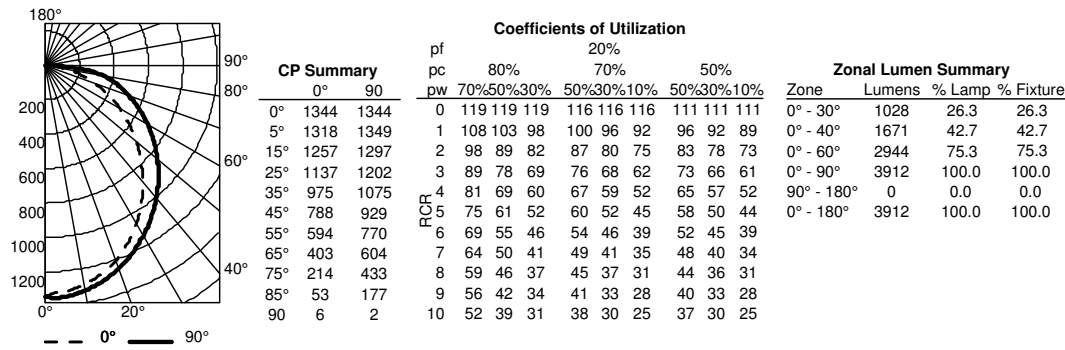 180°
90°
80°
60°
40°
20°
0°
200
400
600
800
1000
1200
0° 90°
CP Summary
0° 90
0° 1344 1344
5° 1318 1349
15° 1257 1297
25° 1137 1202
35° 975 1075
45° 788 929
55° 594 770
65° 403 604
75° 214 433
85° 53 177
90 6 2
Coefficients of Utilization
pf 20%
pc 80% 70% 50%
pw 70%50%30% 50%30%10% 50%30%10%
RCR
0 119 119 119 116 116 116 111 111 111
1 108 103 98 100 96 92 96 92 89
2 98 89 82 87 80 75 83 78 73
3 89 78 69 76 68 62 73 66 61
4 81 69 60 67 59 52 65 57 52
5 75 61 52 60 52 45 58 50 44
6 69 55 46 54 46 39 52 45 39
7 64 50 41 49 41 35 48 40 34
8 59 46 37 45 37 31 44 36 31
9 56 42 34 41 33 28 40 33 28
10 52 39 31 38 30 25 37 30 25
Zonal Lumen Summary
Zone Lumens % Lamp % Fixture
0° - 30° 1028 26.3 26.3
0° - 40° 1671 42.7 42.7
0° - 60° 2944 75.3 75.3
0° - 90° 3912 100.0 100.0
90° - 180° 0 0.0 0.0
0° - 180° 3912 100.0 100.0